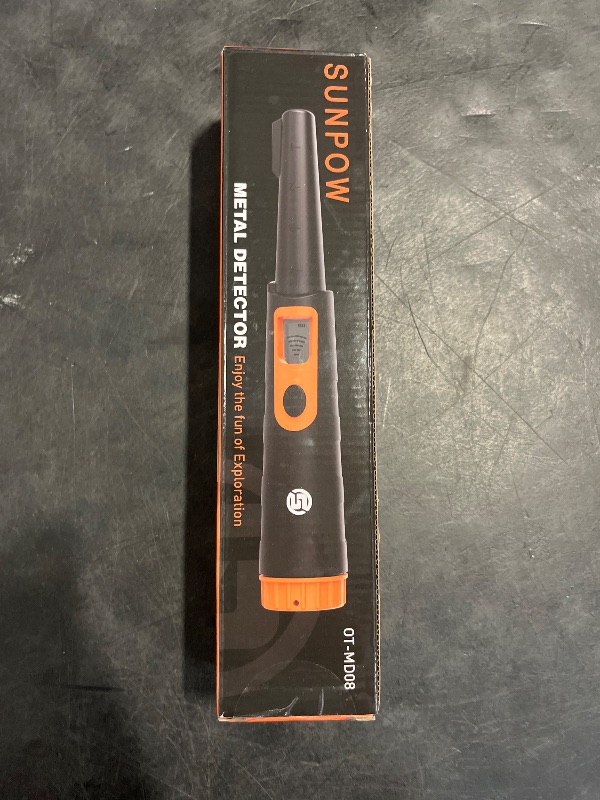 SUNPOW
METAL DETECTOR Enjoy the fun of Exploration
OT-MD08